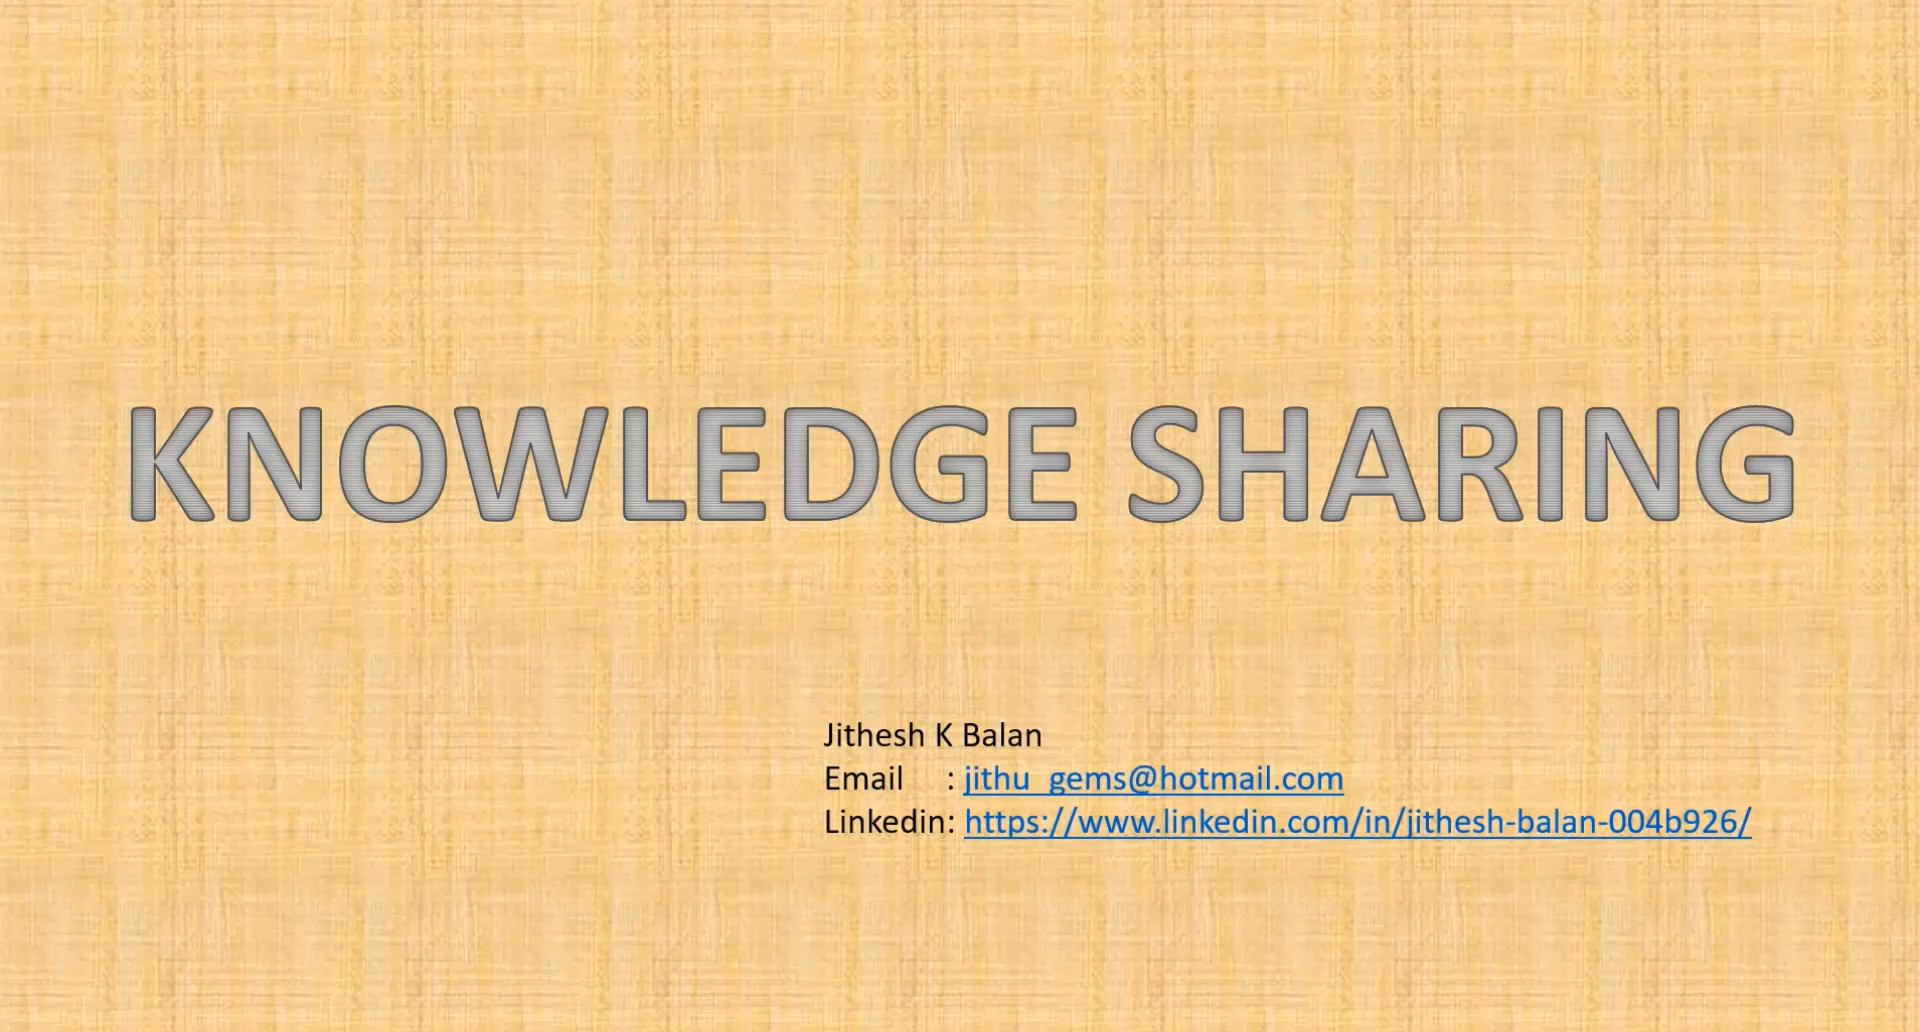 KNOWLEDGE SHARING
Jithesh K Balan
Email : jithu_gems@hotmail.com
Linkedin: https://www.linkedin.com/in/jithesh-balan-004b926/